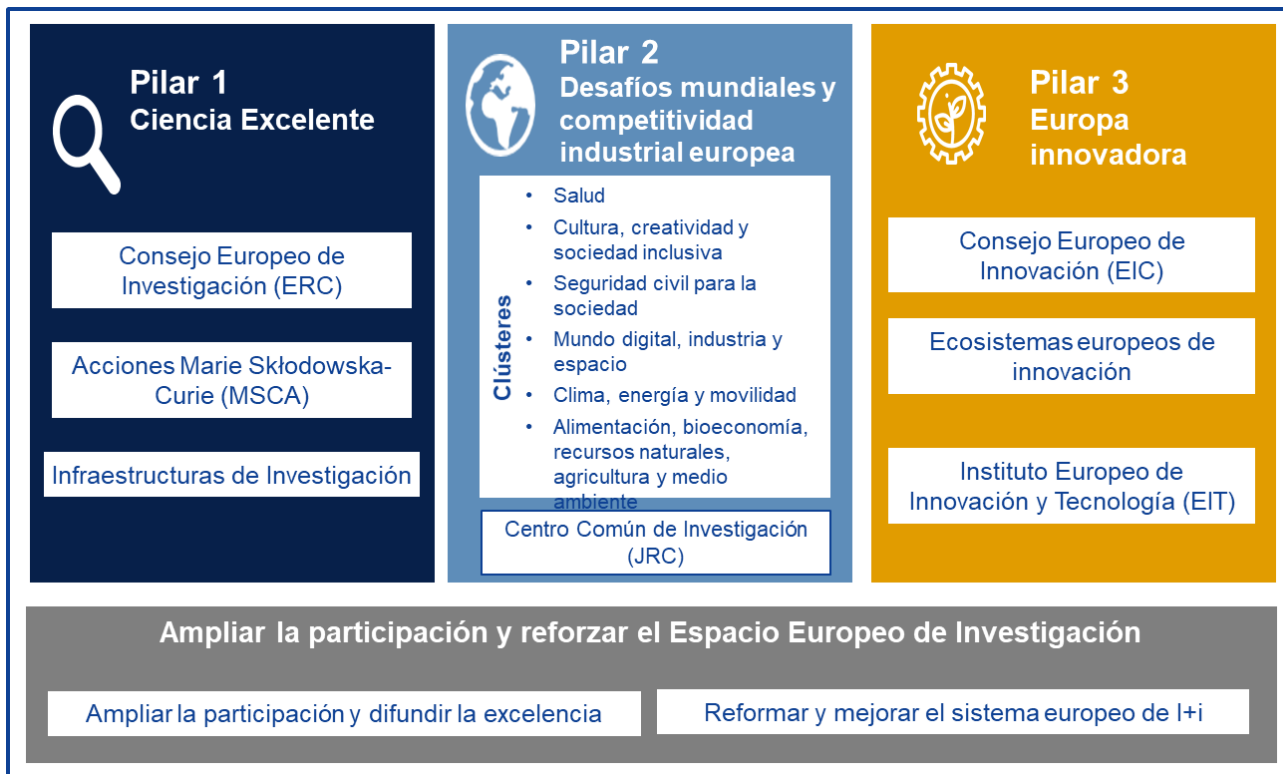 Pilar 1
Ciencia Excelente
Consejo Europeo de
Investigación (ERC)
Acciones Marie Skłodowska-
Curie (MSCA)
Infraestructuras de Investigación
Pilar 2
Desafíos mundiales y
competitividad
industrial europea
Clústeres
• Salud
• Cultura, creatividad y
sociedad inclusiva
• Seguridad civil para la
sociedad
• Mundo digital, industria y
espacio
• Clima, energía y movilidad
• Alimentación, bioeconomía,
recursos naturales,
agricultura y medio
ambiente
Centro Común de Investigación
(JRC)
Pilar 3
Europa
innovadora
Consejo Europeo de
Innovación (EIC)
Ecosistemas europeos de
innovación
Instituto Europeo de
Innovación y Tecnología (EIT)
Ampliar la participación y reforzar el Espacio Europeo de Investigación
Ampliar la participación y difundir la excelencia
Reformar y mejorar el sistema europeo de I+i